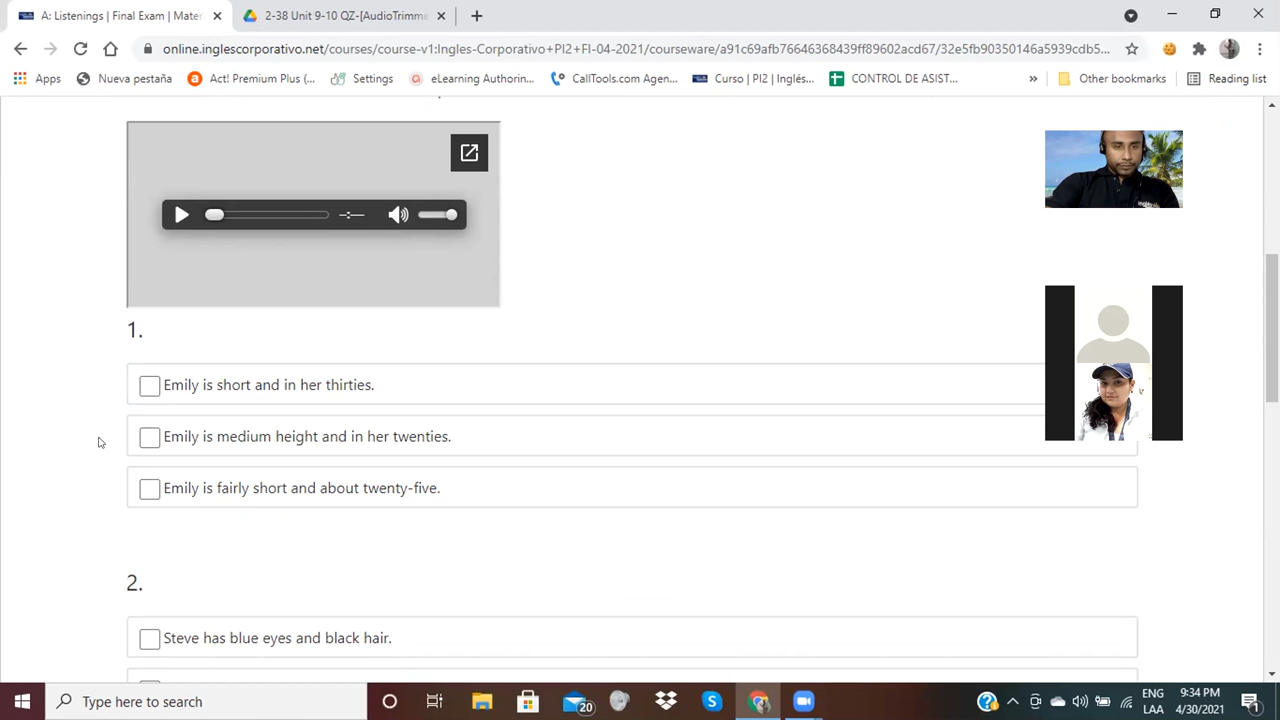 A: Listenings | Final Exam | Mater
2-38 Unit 9-10 QZ-[AudioTrimme
online.inglescorporativo.net/courses/course-v1:Ingles-Corporativo+PI2+FI-04-2021/courseware/a91c69afb76646368439ff89602acd67/32e5fb90350146a5939cdb5...
Apps
Nueva pestaña
Act! Premium Plus (...
Settings
eLearning Authorin...
CallTools.com Agen...
Curso | PI2 | Inglés...
CONTROL DE ASIST...
»
Other bookmarks
Reading list
1.
Emily is short and in her thirties.
Emily is medium height and in her twenties.
Emily is fairly short and about twenty-five.
2.
Steve has blue eyes and black hair.
Type here to search
20
ENG
LAA
9:34 PM
4/30/2021
1